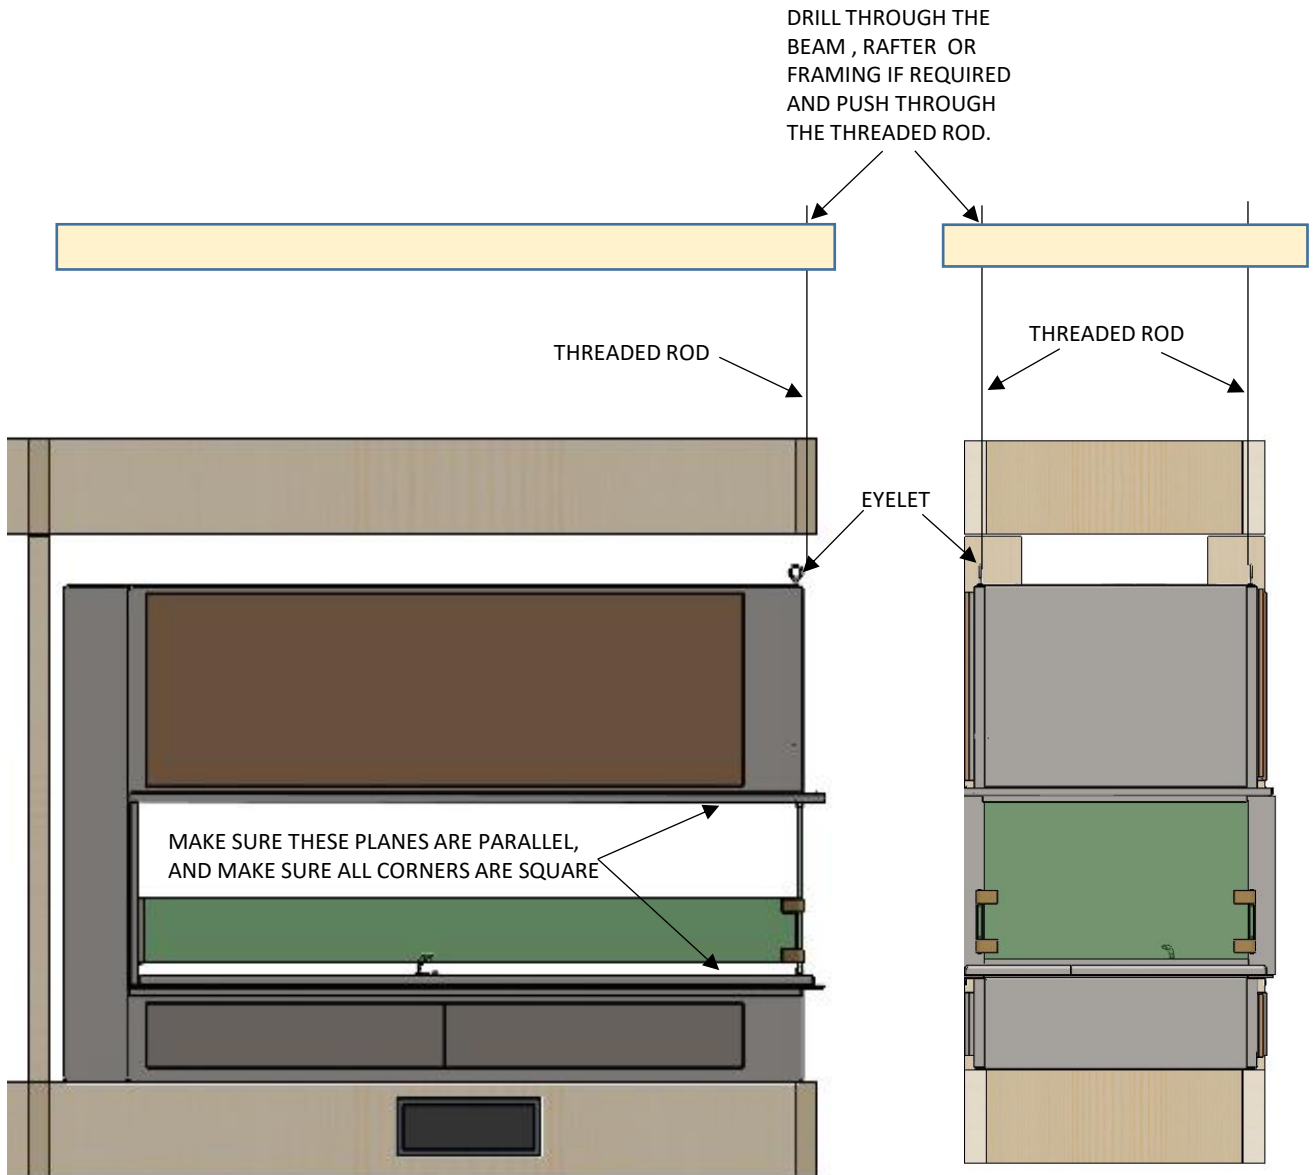 DRILL THROUGH THE
BEAM , RAFTER OR
FRAMING IF REQUIRED
AND PUSH THROUGH
THE THREADED ROD.
THREADED ROD
THREADED ROD
EYELET
MAKE SURE THESE PLANES ARE PARALLEL,
AND MAKE SURE ALL CORNERS ARE SQUARE